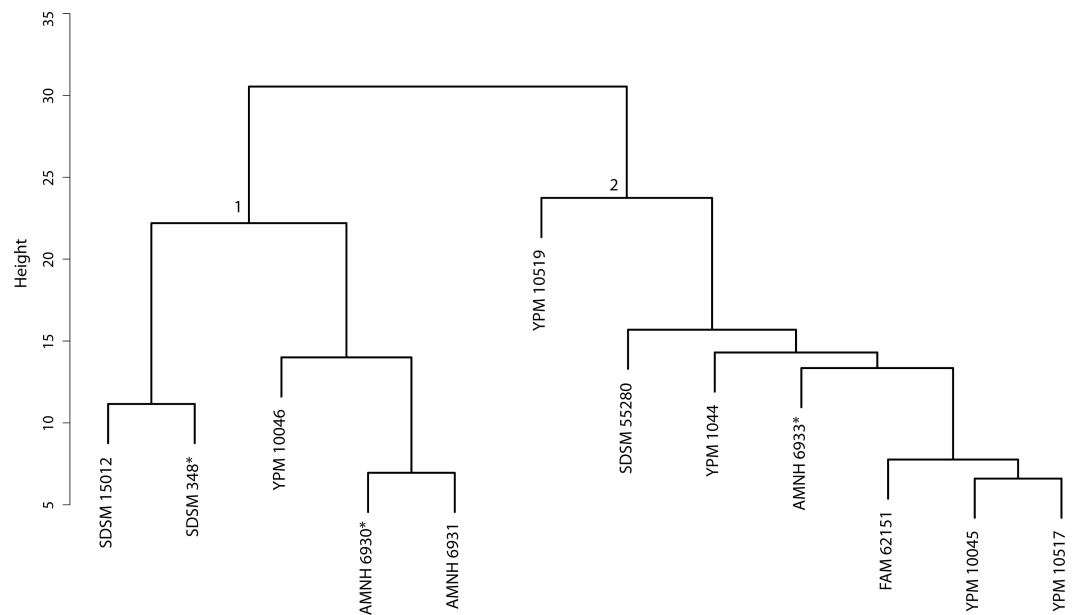 35
30
25
20
15
10
5
Height
1
2
SDSM 15012
SDSM 348*
YPM 10046
AMNH 6930*
AMNH 6931
YPM 10519
SDSM 55280
YPM 1044
AMNH 6933*
FAM 62151
YPM 10045
YPM 10517